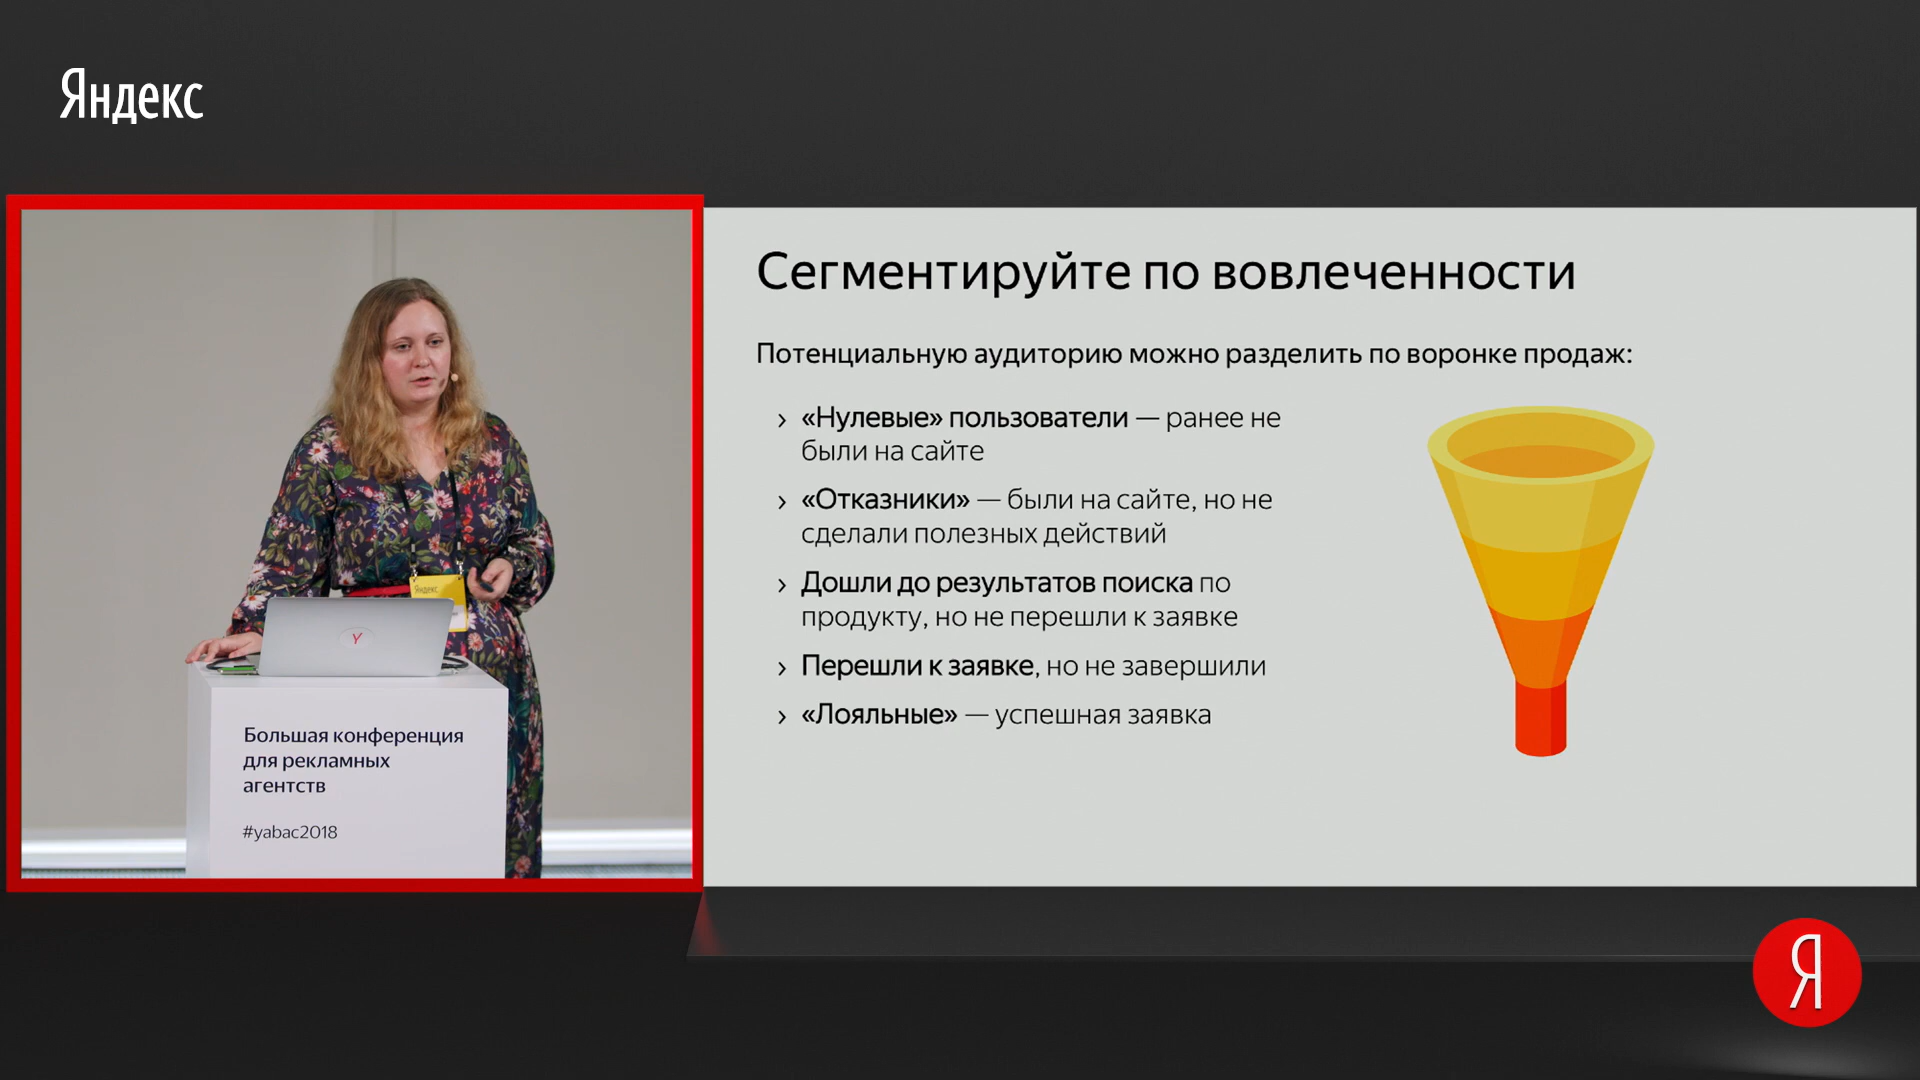 Яндекс
Сегментируйте по вовлеченности
Потенциальную аудиторию можно разделить по воронке продаж:
› «Нулевые» пользователи — ранее не
были на сайте
› «Отказники» — были на сайте, но не
сделали полезных действий
› Дошли до результатов поиска по
продукту, но не перешли к заявке
› Перешли к заявке, но не завершили
› «Лояльные» — успешная заявка
Яндекс
Y
Большая конференция
для рекламных
агентств
#yabac2018
Я